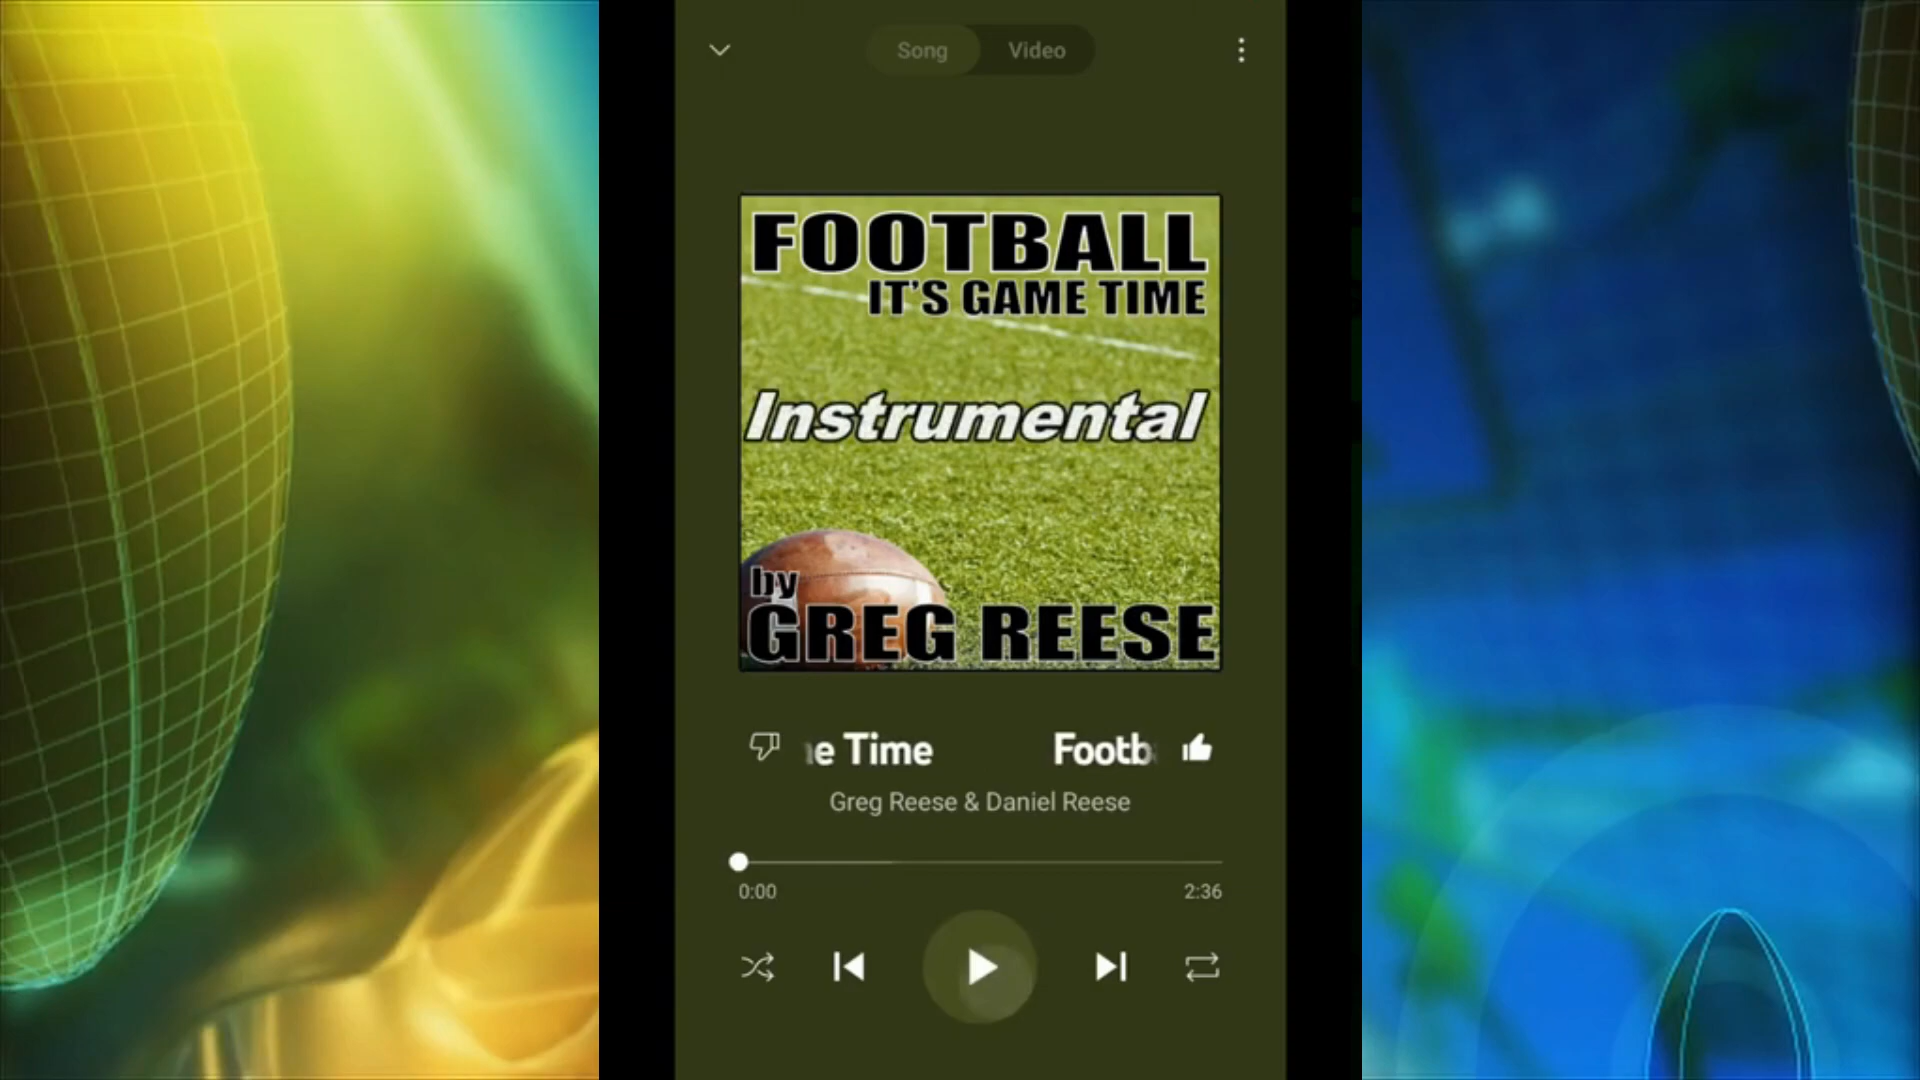 Song Video
FOOTBALL
IT'S GAME TIME
Instrumental
by
GREG REESE
e Time Footb
Greg Reese & Daniel Reese
0:00 2:36